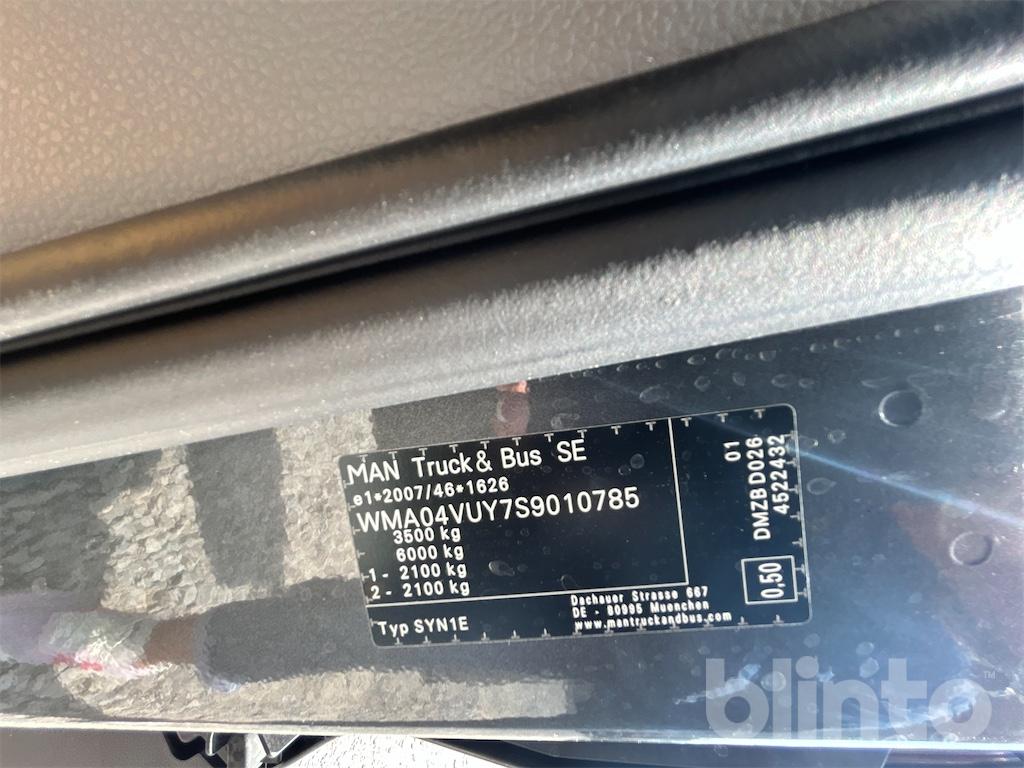 MAN Truck & Bus SE
e1*2007/46*1626
WMA04VUY7S9010785
3500 kg
6000 kg
1 - 2100 kg
2 - 2100 kg
Typ SYN1E
Dachauer Strasse 667
DE - 80995 Muenchen
www.mantruckandbus.com
01
DMZBD026
4522432
0,50
blinto™